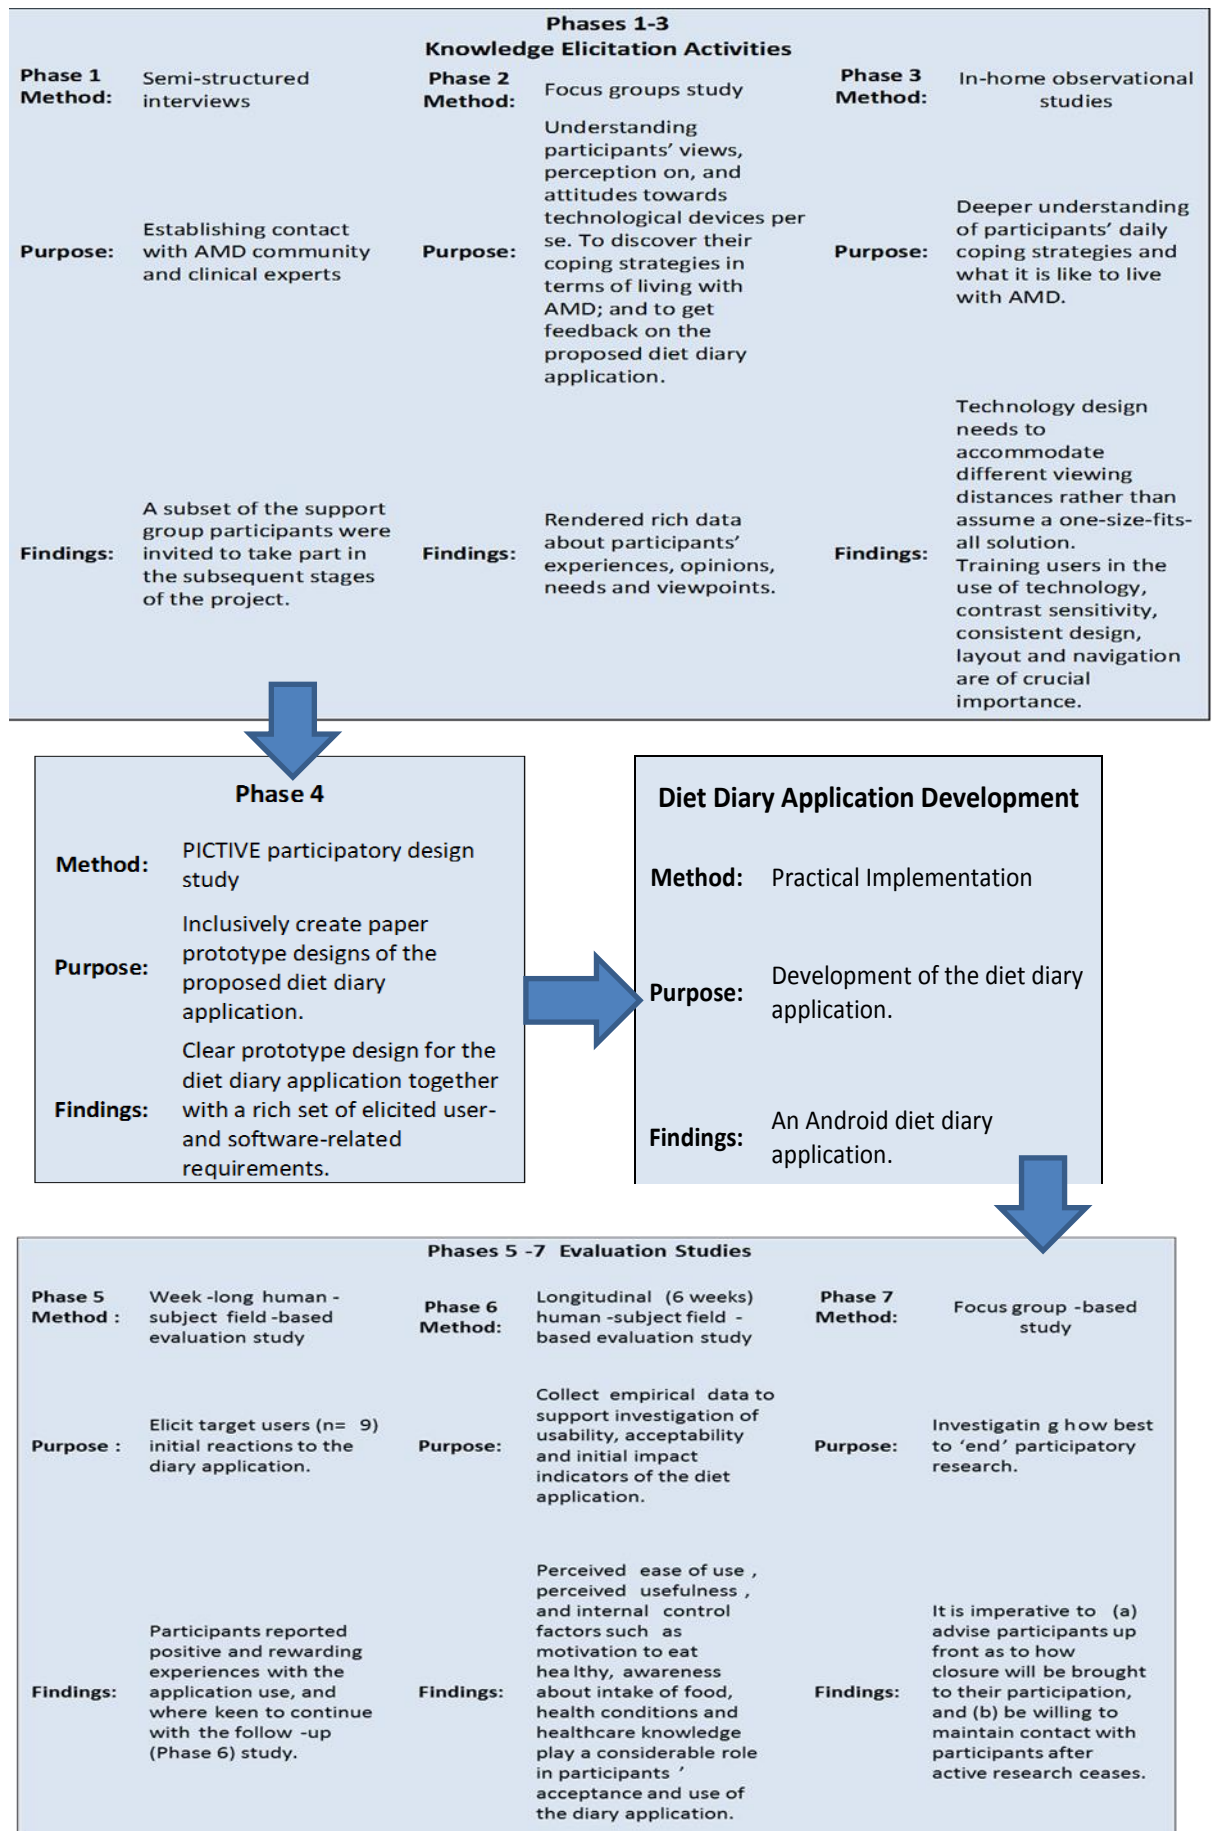 Phases 1-3
Knowledge Elicitation Activities
Phase 1
Method:
Semi-structured
interviews
Phase 2
Method:
Focus groups study
Phase 3
Method:
In-home observational
studies
Purpose:
Establishing contact
with AMD community
and clinical experts
Purpose:
Understanding
participants' views,
perception on, and
attitudes towards
technological devices per
se. To discover their
coping strategies in
terms of living with
AMD; and to get
feedback on the
proposed diet diary
application.
Purpose:
Deeper understanding
of participants' daily
coping strategies and
what it is like to live
with AMD.
Findings:
A subset of the support
group participants were
invited to take part in
the subsequent stages
of the project.
Findings:
Rendered rich data
about participants'
experiences, opinions,
needs and viewpoints.
Findings:
Technology design
needs to
accommodate
different viewing
distances rather than
assume a one-size-fits-
all solution.
Training users in the
use of technology,
contrast sensitivity,
consistent design,
layout and navigation
are of crucial
importance.
Phase 4
Method:
PICTIVE participatory design
study
Purpose:
Inclusively create paper
prototype designs of the
proposed diet diary
application.
Findings:
Clear prototype design for the
diet diary application together
with a rich set of elicited user-
and software-related
requirements.
Diet Diary Application Development
Method:
Practical Implementation
Purpose:
Development of the diet diary
application.
Findings:
An Android diet diary
application.
Phases 5 -7 Evaluation Studies
Phase 5
Method :
Week -long human -
subject field -based
evaluation study
Phase 6
Method:
Longitudinal (6 weeks)
human -subject field -
based evaluation study
Phase 7
Method:
Focus group -based
study
Purpose :
Elicit target users (n= 9)
initial reactions to the
diary application.
Purpose:
Collect empirical data to
support investigation of
usability, acceptability
and initial impact
indicators of the diet
application.
Purpose:
Investigatin g how best
to 'end' participatory
research.
Findings:
Participants reported
positive and rewarding
experiences with the
application use, and
where keen to continue
with the follow -up
(Phase 6) study.
Findings:
Perceived ease of use ,
perceived usefulness ,
and internal control
factors such as
motivation to eat
hea lthy, awareness
about intake of food,
health conditions and
healthcare knowledge
play a considerable role
in participants '
acceptance and use of
the diary application.
Findings:
It is imperative to (a)
advise participants up
front as to how
closure will be brought
to their participation,
and (b) be willing to
maintain contact with
participants after
active research ceases.